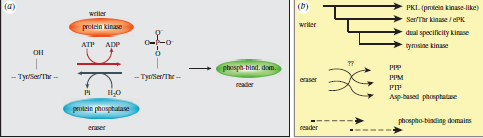 (a)
writer
protein kinase
ATP ADP
OH
-- Tyr/Ser/Thr --
Pi H₂O
protein phosphatase
eraser
O⁻
O–P–O⁻
O
-- Tyr/Ser/Thr --
phosph-bind. dom.
reader
(b)
writer
PKL (protein kinase-like)
Ser/Thr kinase / ePK
dual specificity kinase
tyrosine kinase
??
eraser
PPP
PPM
PTP
Asp-based phosphatase
reader
phospho-binding domains